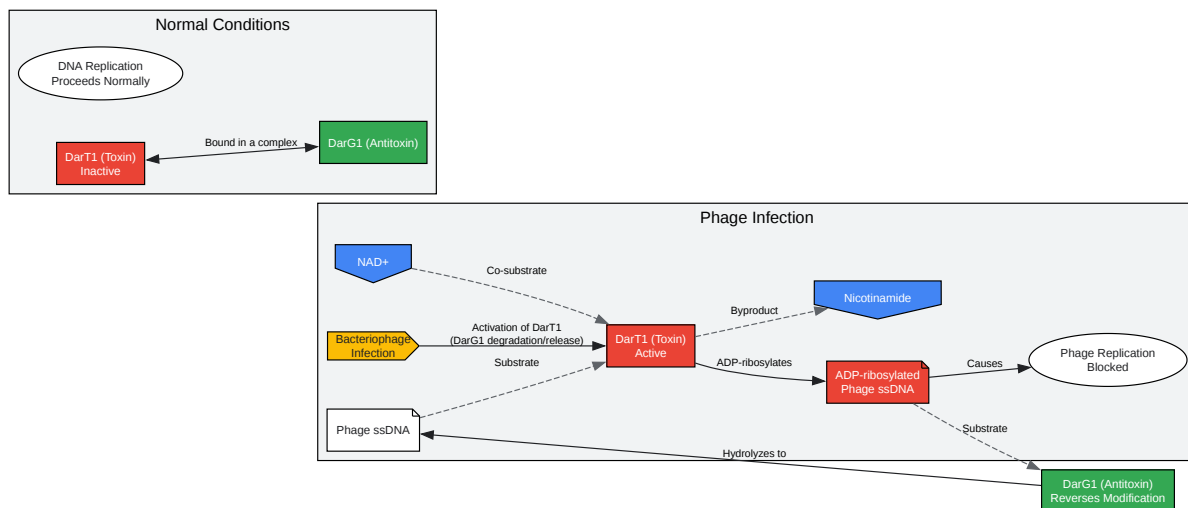 Normal Conditions
DNA Replication
Proceeds Normally
DarT1 (Toxin)
Inactive
Bound in a complex
DarG1 (Antitoxin)
Phage Infection
NAD+
Co-substrate
Bacteriophage
Infection
Activation of DarT1
(DarG1 degradation/release)
Substrate
Phage ssDNA
DarT1 (Toxin)
Active
Byproduct
Nicotinamide
ADP-ribosylates
ADP-ribosylated
Phage ssDNA
Causes
Phage Replication
Blocked
Substrate
Hydrolyzes to
DarG1 (Antitoxin)
Reverses Modification